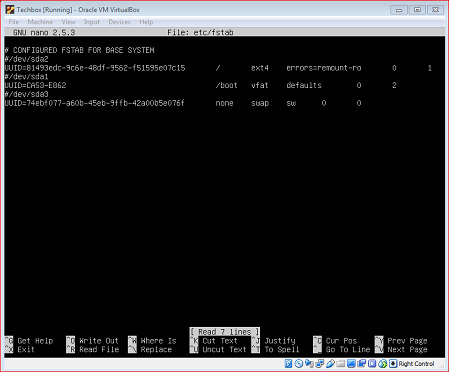 Techbox [Running] - Oracle VM VirtualBox
File Machine View Input Devices Help
GNU nano 2.5.3 File: etc/fstab
# CONFIGURED FSTAB FOR BASE SYSTEM
#/dev/sda2
UUID=81493edc-9c6e-48df-9562-f51595e07c15 / ext4 errors=remount-ro 0 1
#/dev/sda1
UUID=CA53-E862 /boot vfat defaults 0 2
#/dev/sda3
UUID=74ebf077-a60b-45eb-9ffb-42a00b5e076f none swap sw 0 0
[ Read 7 lines ]
^G Get Help ^O Write Out ^W Where Is ^K Cut Text ^J Justify ^C Cur Pos ^Y Prev Page
^X Exit ^R Read File ^\ Replace ^U Uncut Text ^T To Spell ^_ Go To Line ^V Next Page
Right Control